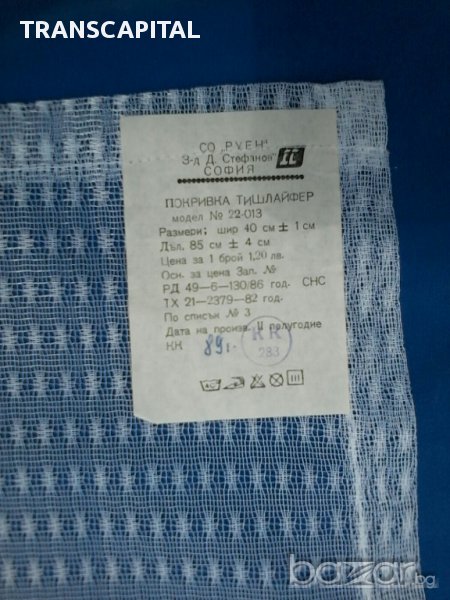 TRANSCAPITAL
СО „РУЕН"
З-д Д. Стефанов
СОФИЯ
ПОКРИВКА ТИШЛАЙФЕР
модел № 22-013
Размери: шир 40 см ± 1 см
Дъл. 85 см ± 4 см
Цена за 1 брой 1,20 лв.
Осн. за цена Зап. №
РД 49—6—130/86 год. СНС
ТХ 21—2379—82 год.
По списък № 3
Дата на произв. II полугодие
КК 89г.
КК
283
bazar.bg